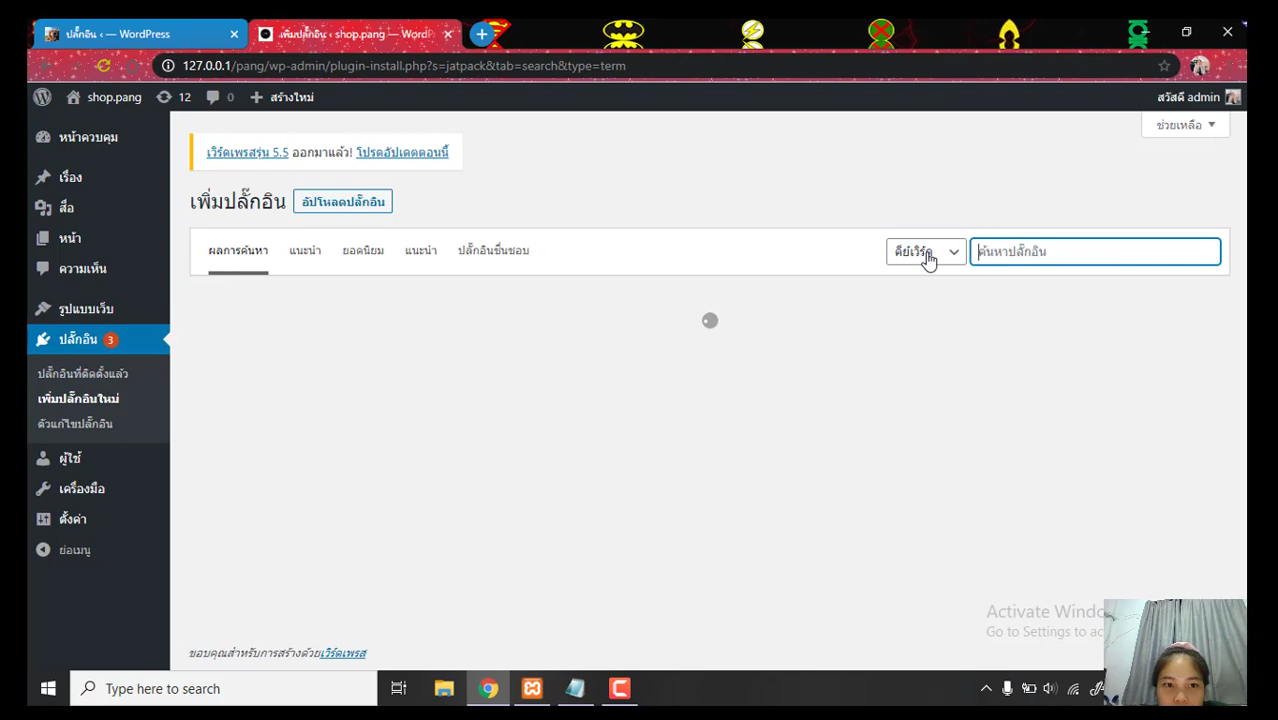 ปลั๊กอิน ‹ — WordPress
เพิ่มปลั๊กอิน ‹ shop.pang — WordP
127.0.0.1/pang/wp-admin/plugin-install.php?s=jatpack&tab=search&type=term
shop.pang 12 0 สร้างใหม่
สวัสดี admin
ช่วยเหลือ
หน้าควบคุม
เรื่อง
สื่อ
หน้า
ความเห็น
รูปแบบเว็บ
ปลั๊กอิน 3
ปลั๊กอินที่ติดตั้งแล้ว
เพิ่มปลั๊กอินใหม่
ตัวแก้ไขปลั๊กอิน
ผู้ใช้
เครื่องมือ
ตั้งค่า
ย่อเมนู
เวิร์ดเพรสรุ่น 5.5 ออกมาแล้ว! โปรดอัปเดตตอนนี้
เพิ่มปลั๊กอิน อัปโหลดปลั๊กอิน
ผลการค้นหา แนะนำ ยอดนิยม แนะนำ ปลั๊กอินชื่นชอบ
คีย์เวิร์ด ค้นหาปลั๊กอิน
ขอบคุณสำหรับการสร้างด้วยเวิร์ดเพรส
Activate Windo
Go to Settings to ac
Type here to search